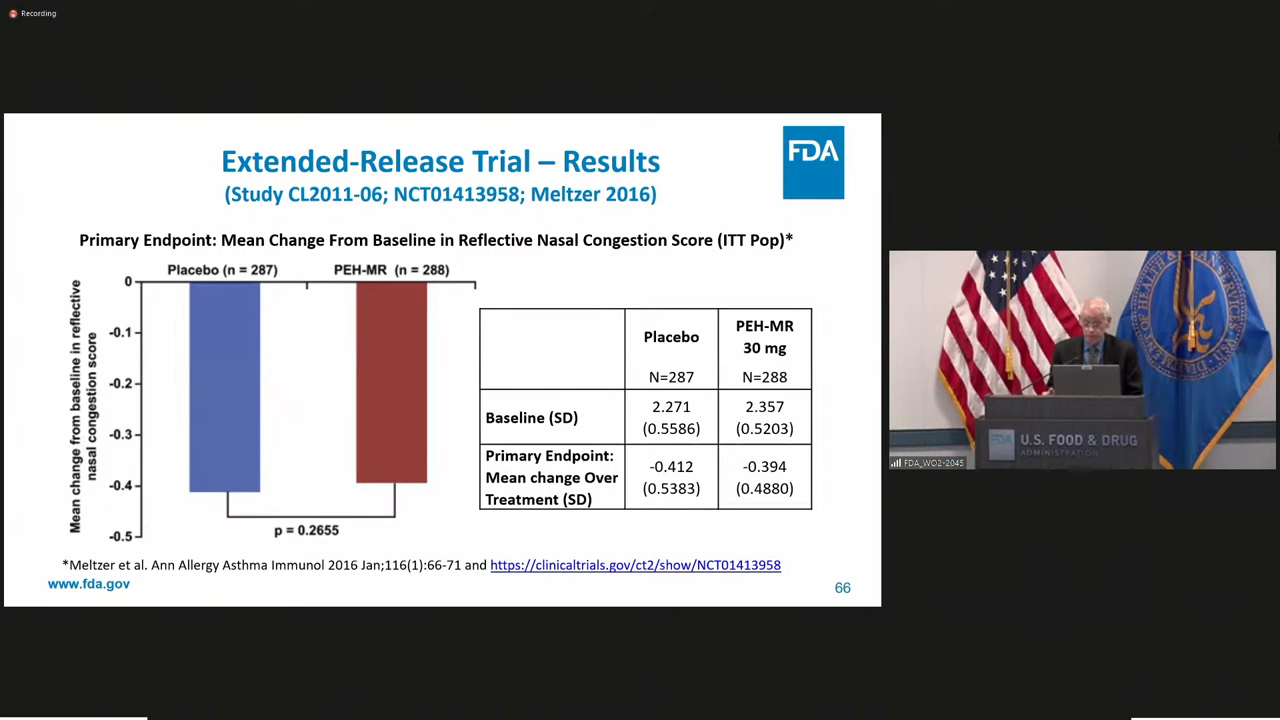 Recording
Extended-Release Trial – Results
(Study CL2011-06; NCT01413958; Meltzer 2016)
FDA
Primary Endpoint: Mean Change From Baseline in Reflective Nasal Congestion Score (ITT Pop)*
Mean change from baseline in reflective
nasal congestion score
Placebo (n = 287)
PEH-MR (n = 288)
0
-0.1
-0.2
-0.3
-0.4
-0.5
p = 0.2655
Placebo
N=287
PEH-MR
30 mg
N=288
Baseline (SD)
2.271
(0.5586)
2.357
(0.5203)
Primary Endpoint:
Mean change Over
Treatment (SD)
-0.412
(0.5383)
-0.394
(0.4880)
*Meltzer et al. Ann Allergy Asthma Immunol 2016 Jan;116(1):66-71 and https://clinicaltrials.gov/ct2/show/NCT01413958
www.fda.gov
66
U.S. FOOD & DRUG
ADMINISTRATION
FDA_WO2-2045